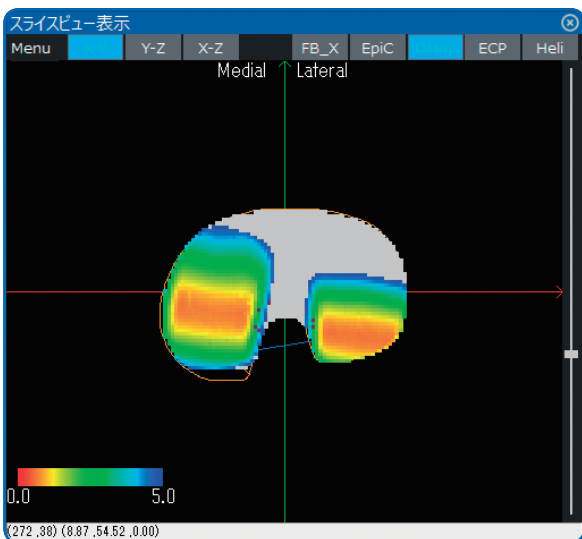 スライスビュー表示
Menu Y-Z X-Z FB_X EpiC ECP Heli
Medial Lateral
0.0 5.0
(272 ,38) (8.87 ,54.52 ,0.00)